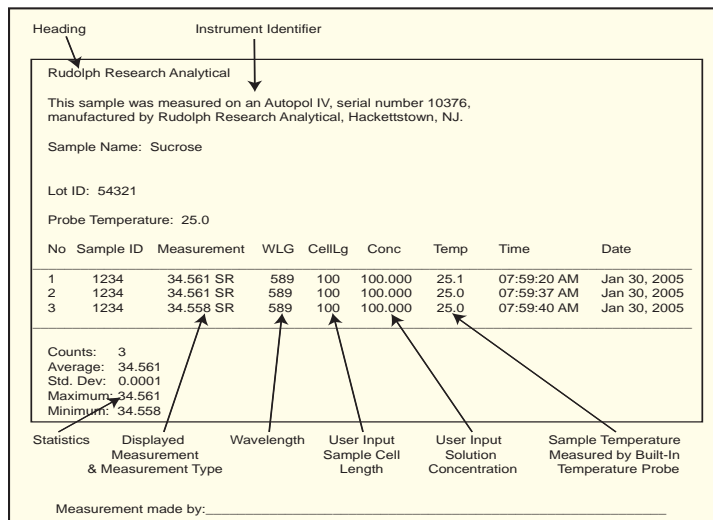 Heading Instrument Identifier
Rudolph Research Analytical
This sample was measured on an Autopol IV, serial number 10376,
manufactured by Rudolph Research Analytical, Hackettstown, NJ.
Sample Name: Sucrose
Lot ID: 54321
Probe Temperature: 25.0
No Sample ID Measurement WLG CellLg Conc Temp Time Date
1 1234 34.561 SR 589 100 100.000 25.1 07:59:20 AM Jan 30, 2005
2 1234 34.561 SR 589 100 100.000 25.0 07:59:37 AM Jan 30, 2005
3 1234 34.558 SR 589 100 100.000 25.0 07:59:40 AM Jan 30, 2005
Counts: 3
Average: 34.561
Std. Dev: 0.0001
Maximum: 34.561
Minimum: 34.558
Statistics Displayed Wavelength User Input User Input Sample Temperature
Measurement Sample Cell Solution Measured by Built-In
& Measurement Type Length Concentration Temperature Probe
Measurement made by: